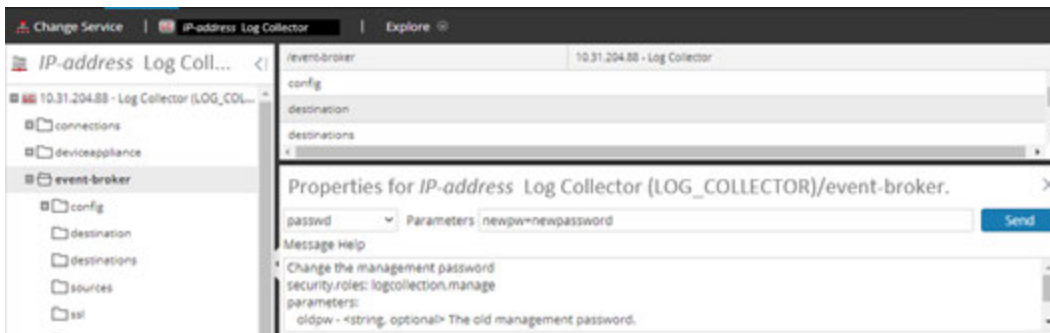 Change Service | IP-address Log Collector | Explore
IP-address Log Coll...
10.31.204.88 - Log Collector (LOG_COL...
connections
deviceappliance
event-broker
config
destination
destinations
sources
ssl
/event-broker 10.31.204.88 - Log Collector
config
destination
destinations
Properties for IP-address Log Collector (LOG_COLLECTOR)/event-broker.
passwd Parameters newpw=newpassword Send
Message Help
Change the management password
security.roles: logcollection.manage
parameters:
oldpw - <string, optional> The old management password.